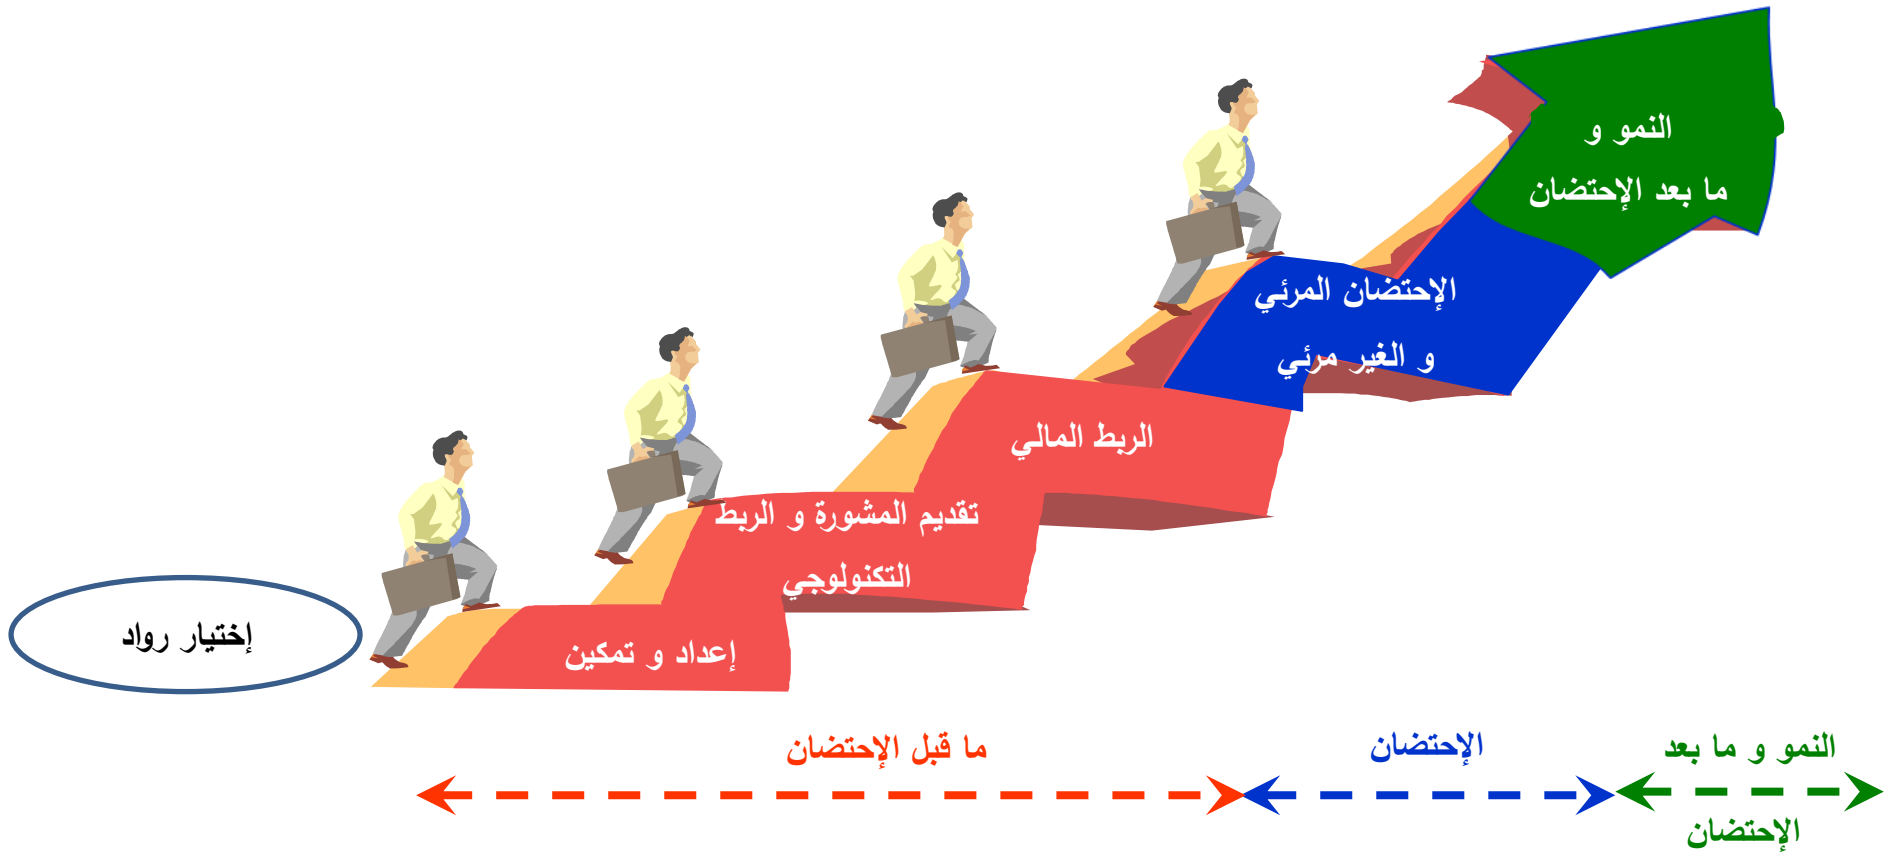 النمو و
ما بعد الإحتضان
الإحتضان المرئي
و الغير مرئي
الربط المالي
تقديم المشورة و الربط
التكنولوجي
إعداد و تمكين
إختيار رواد
ما قبل الإحتضان
الإحتضان
النمو و ما بعد
الإحتضان